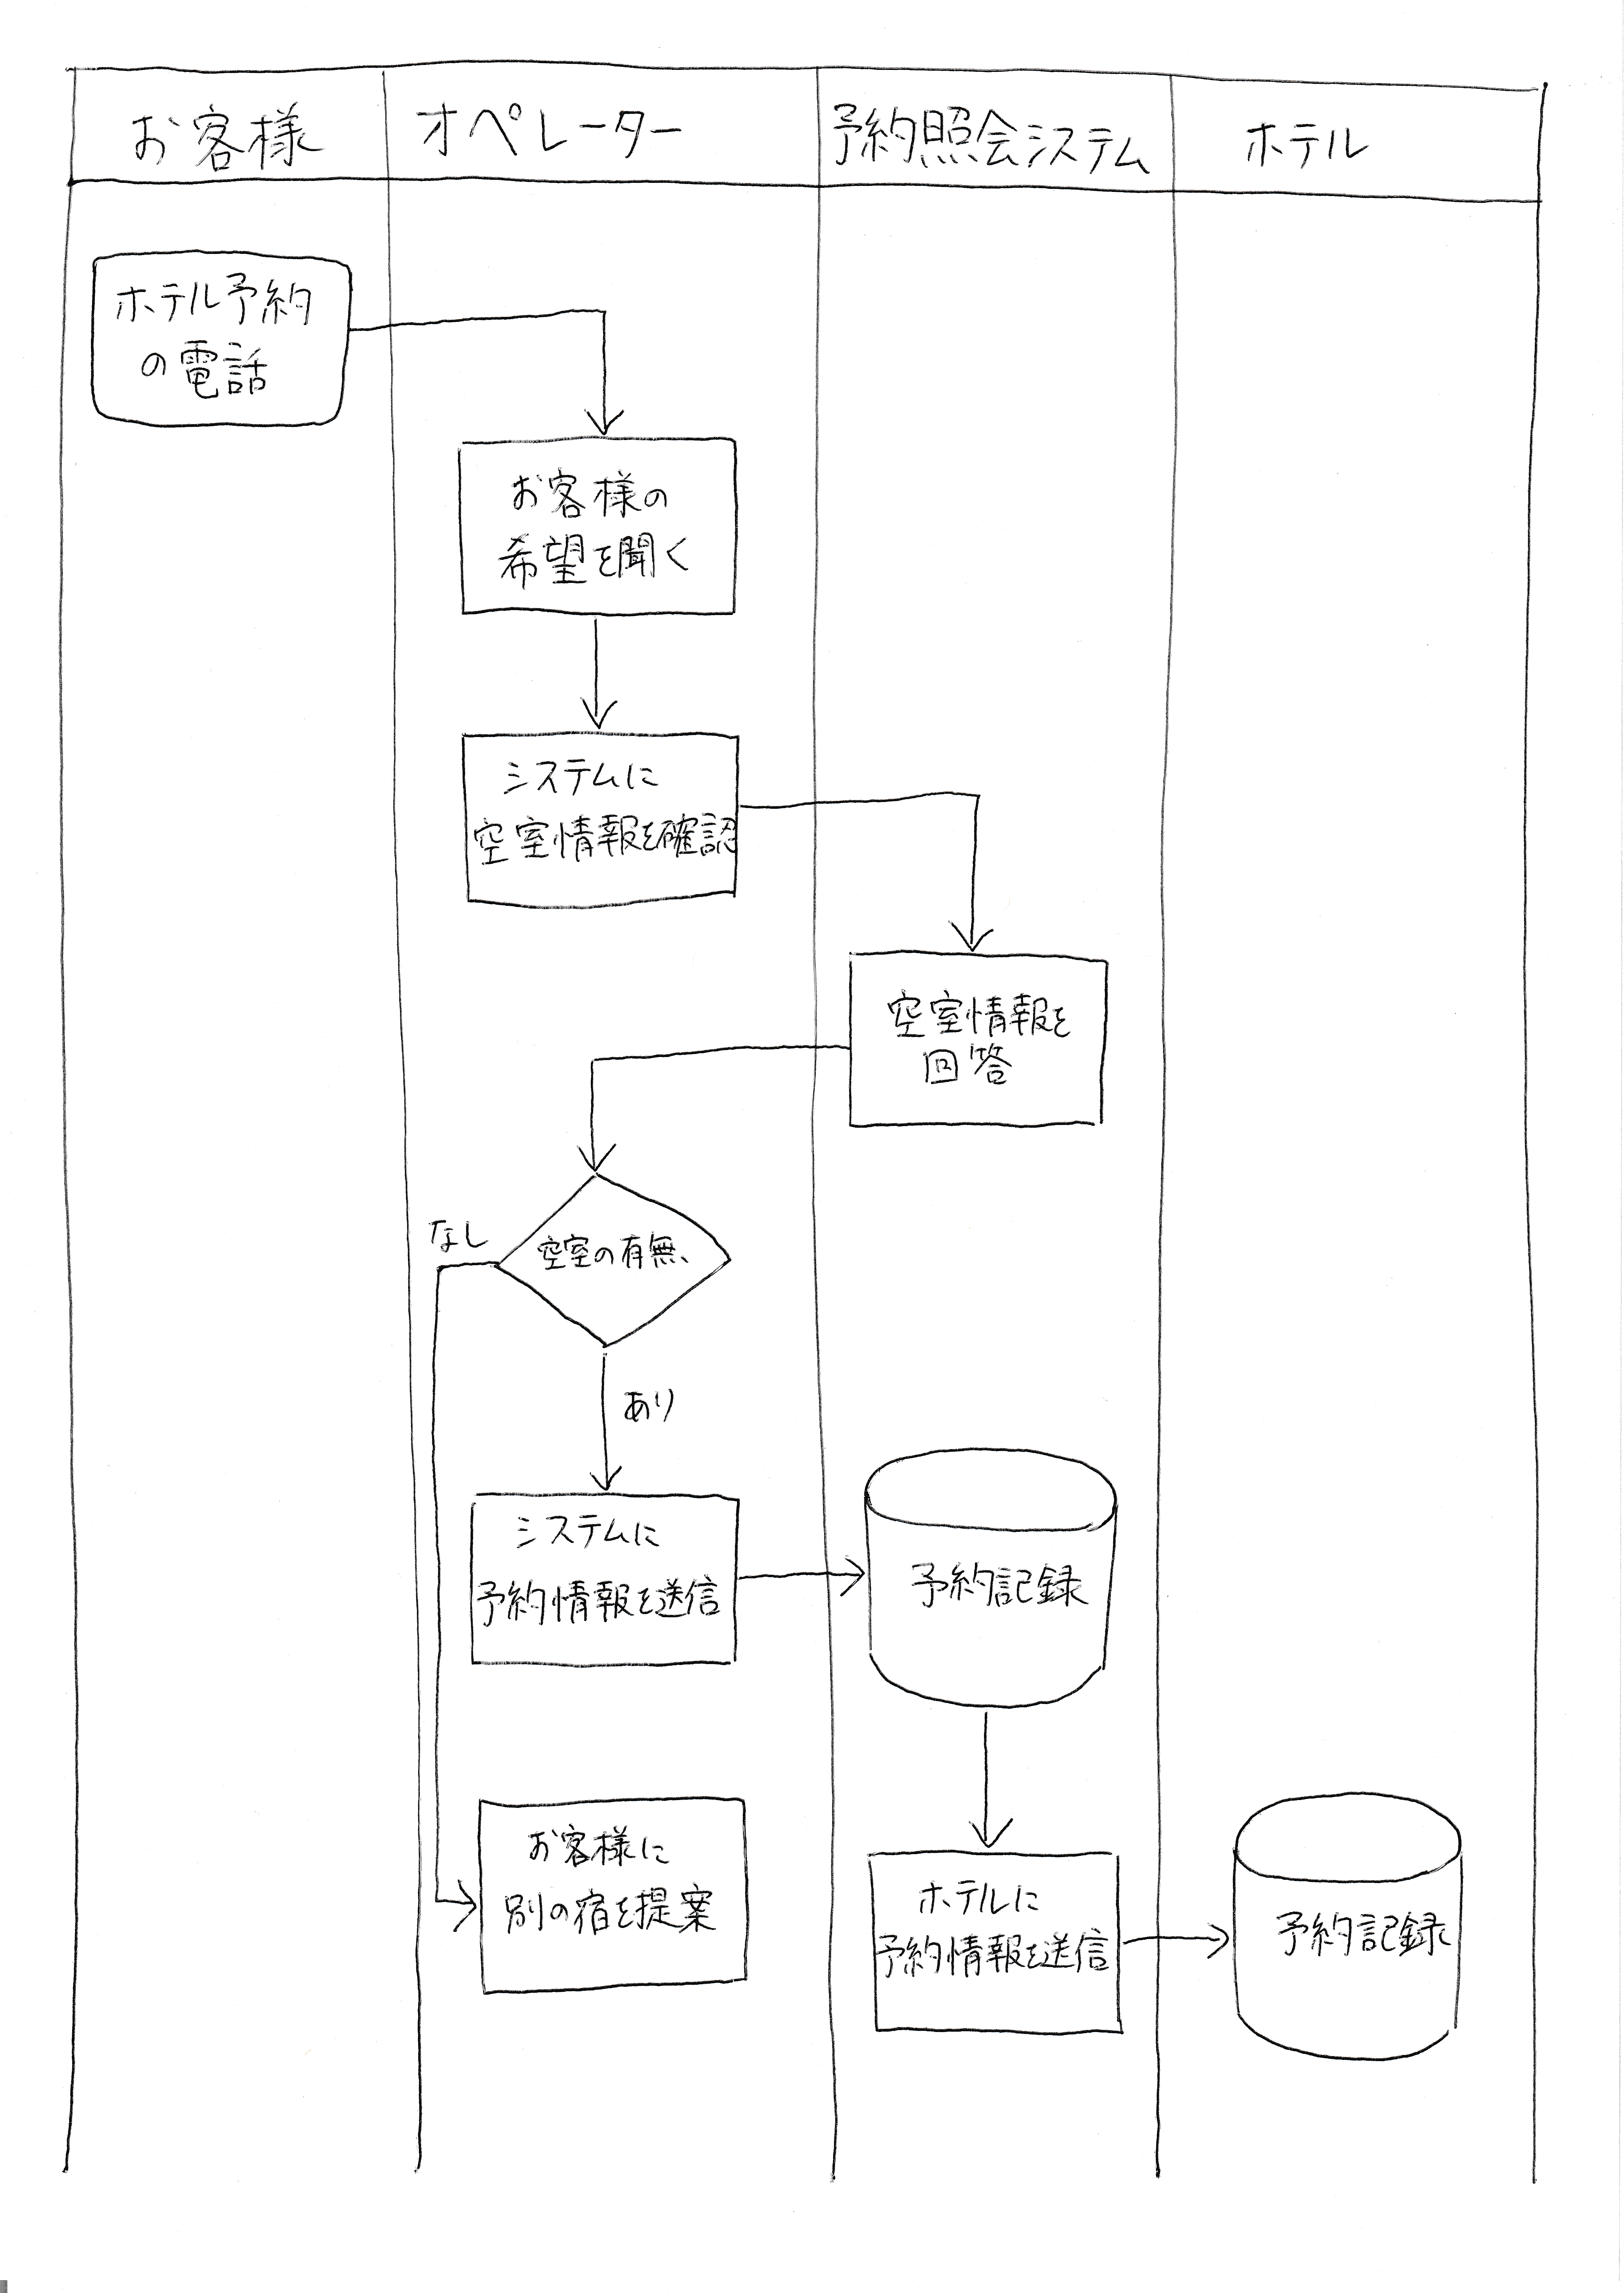 お客様
オペレーター
予約照会システム
ホテル
ホテル予約
の電話
お客様の
希望を聞く
システムに
空室情報を確認
空室情報を
回答
空室の有無
なし
あり
システムに
予約情報を送信
予約記録
お客様に
別の宿を提案
ホテルに
予約情報を送信
予約記録